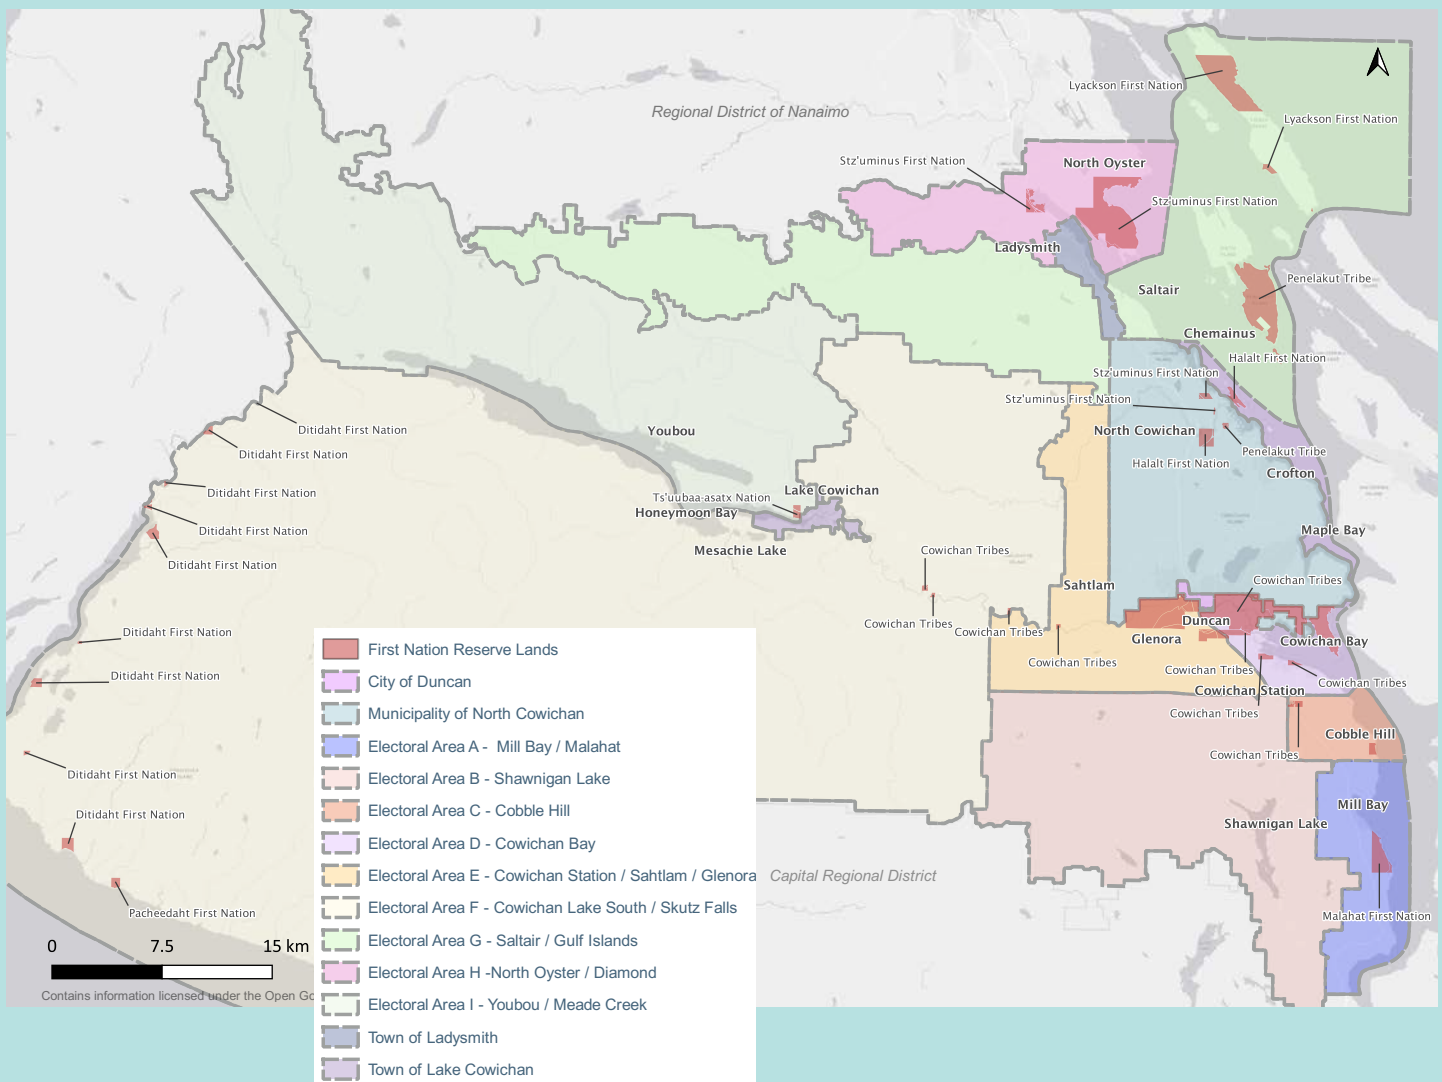 Lyackson First Nation
Regional District of Nanaimo
Lyackson First Nation
Stz'uminus First Nation
North Oyster
Stz'uminus First Nation
Ladysmith
Penelakut Tribe
Saltair
Chemainus
Halalt First Nation
Stz'uminus First Nation
Stz'uminus First Nation
Ditidaht First Nation
Youbou
North Cowichan
Penelakut Tribe
Ditidaht First Nation
Halalt First Nation
Crofton
Ditidaht First Nation
Ts'uubaa-asatx Nation
Lake Cowichan
Honeymoon Bay
Ditidaht First Nation
Maple Bay
Mesachie Lake
Cowichan Tribes
Ditidaht First Nation
Sahtlam
Cowichan Tribes
Cowichan Tribes
Cowichan Tribes
Duncan
Ditidaht First Nation
Glenora
Cowichan Bay
Cowichan Tribes
Cowichan Tribes
Ditidaht First Nation
Cowichan Tribes
Cowichan Station
Cowichan Tribes
Cobble Hill
Cowichan Tribes
Ditidaht First Nation
Mill Bay
Ditidaht First Nation
Shawnigan Lake
Capital Regional District
Pacheedaht First Nation
Malahat First Nation
0 7.5 15 km
Contains information licensed under the Open
First Nation Reserve Lands
City of Duncan
Municipality of North Cowichan
Electoral Area A - Mill Bay / Malahat
Electoral Area B - Shawnigan Lake
Electoral Area C - Cobble Hill
Electoral Area D - Cowichan Bay
Electoral Area E - Cowichan Station / Sahtlam / Glenora
Electoral Area F - Cowichan Lake South / Skutz Falls
Electoral Area G - Saltair / Gulf Islands
Electoral Area H -North Oyster / Diamond
Electoral Area I - Youbou / Meade Creek
Town of Ladysmith
Town of Lake Cowichan